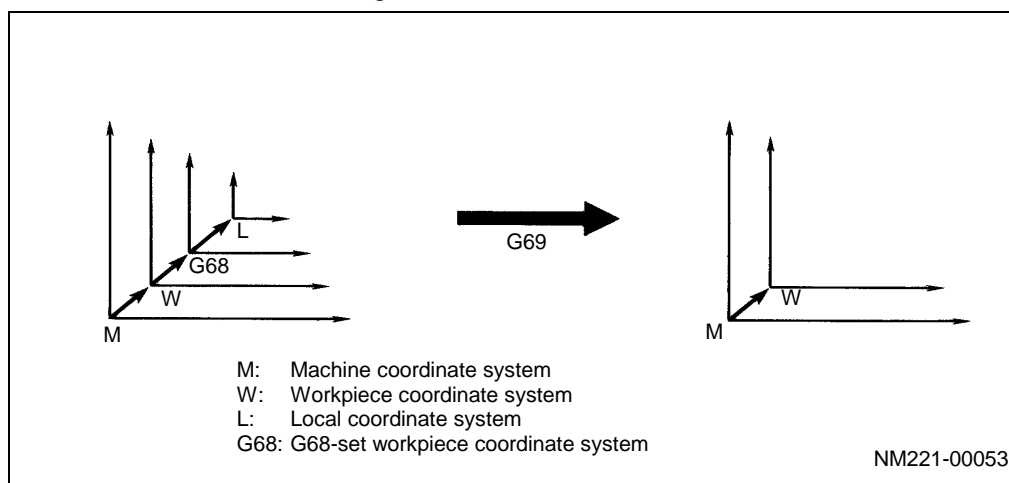 L
G68
W
M
G69
W
M
M: Machine coordinate system
W: Workpiece coordinate system
L: Local coordinate system
G68: G68-set workpiece coordinate system
NM221-00053